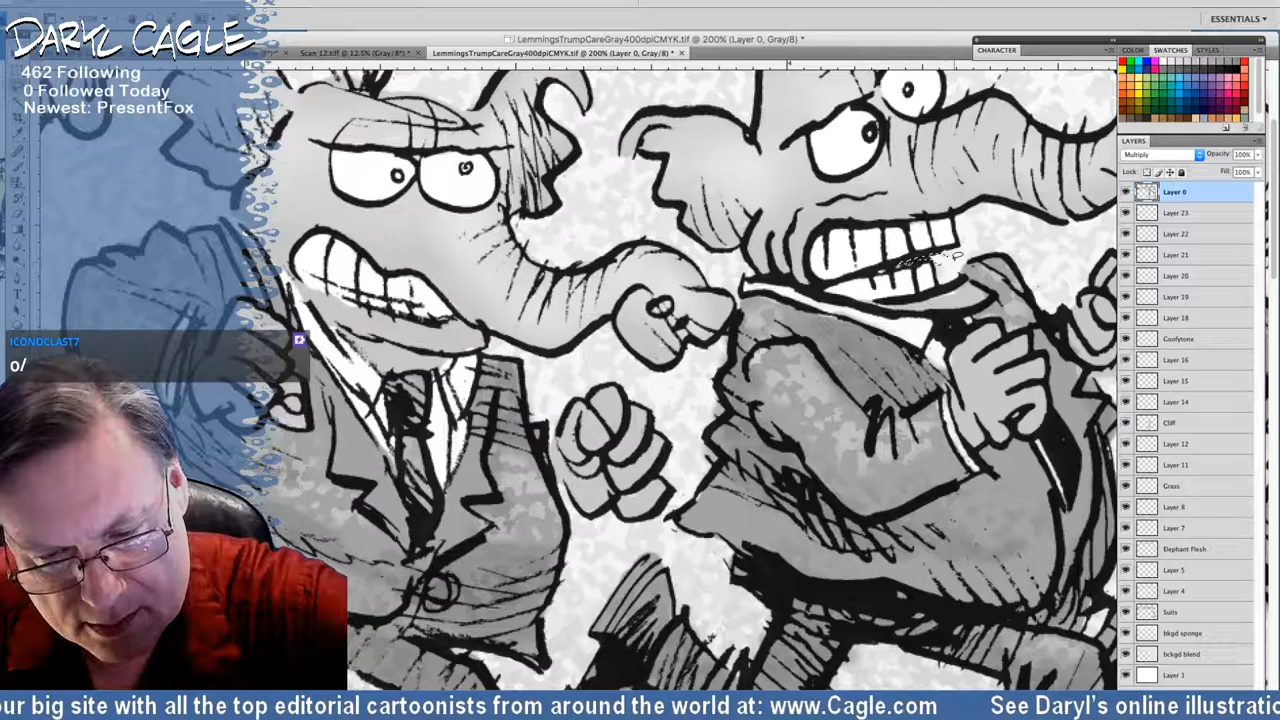 DARYL CAGLE
462 Following
0 Followed Today
Newest: PresentFox
ICONOCLAST7
o/
ESSENTIALS
LemmingsTrumpCareGray400dpiCMYK.tif @ 200% (Layer 0, Gray/8) *
Scan 12.tif @ 12.5% (Gray/8) *
LemmingsTrumpCareGray400dpiCMYK.tif @ 200% (Layer 0, Gray/8) *
CHARACTER
COLOR SWATCHES STYLES
LAYERS
Multiply Opacity: 100%
Lock: Fill: 100%
Layer 0
Layer 23
Layer 22
Layer 21
Layer 20
Layer 19
Layer 18
Goofytone
Layer 16
Layer 15
Layer 14
Cliff
Layer 12
Layer 11
Grass
Layer 8
Layer 7
Elephant Flesh
Layer 5
Layer 4
Suits
bkgd sponge
bckgd blend
Layer 1
our big site with all the top editorial cartoonists from around the world at: www.Cagle.com See Daryl's online